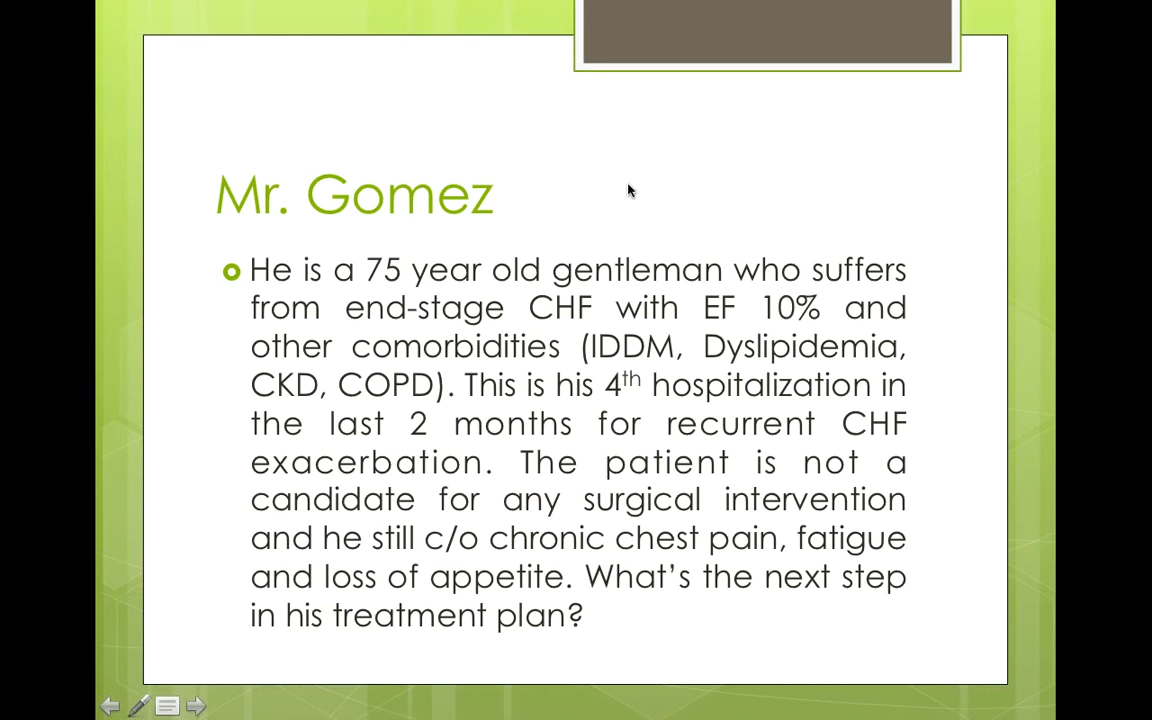 Mr. Gomez
He is a 75 year old gentleman who suffers
from end-stage CHF with EF 10% and
other comorbidities (IDDM, Dyslipidemia,
CKD, COPD). This is his 4th hospitalization in
the last 2 months for recurrent CHF
exacerbation. The patient is not a
candidate for any surgical intervention
and he still c/o chronic chest pain, fatigue
and loss of appetite. What's the next step
in his treatment plan?